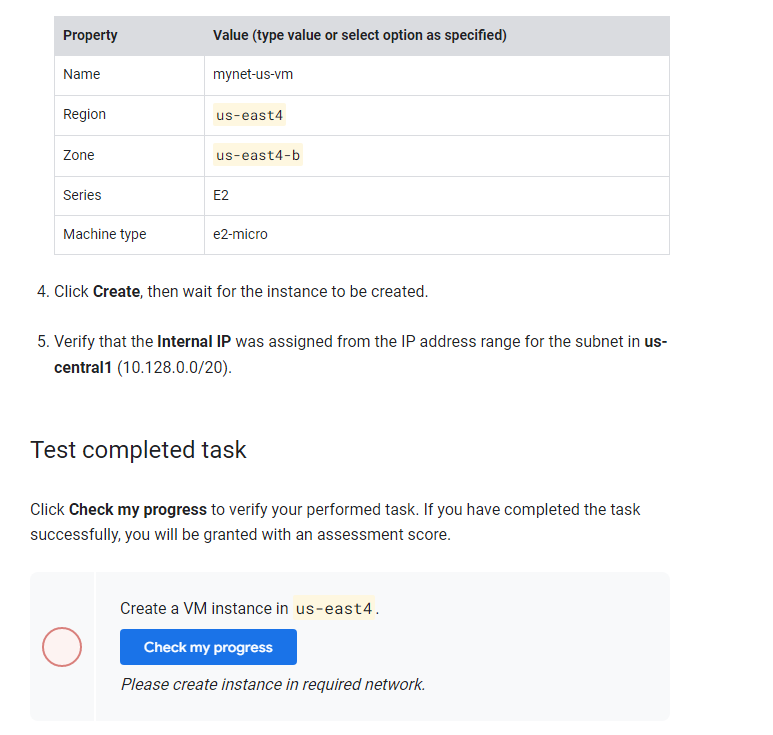 Property Value (type value or select option as specified)
Name mynet-us-vm
Region us-east4
Zone us-east4-b
Series E2
Machine type e2-micro
4. Click Create, then wait for the instance to be created.
5. Verify that the Internal IP was assigned from the IP address range for the subnet in us-
central1 (10.128.0.0/20).
Test completed task
Click Check my progress to verify your performed task. If you have completed the task
successfully, you will be granted with an assessment score.
Create a VM instance in us-east4.
Check my progress
Please create instance in required network.